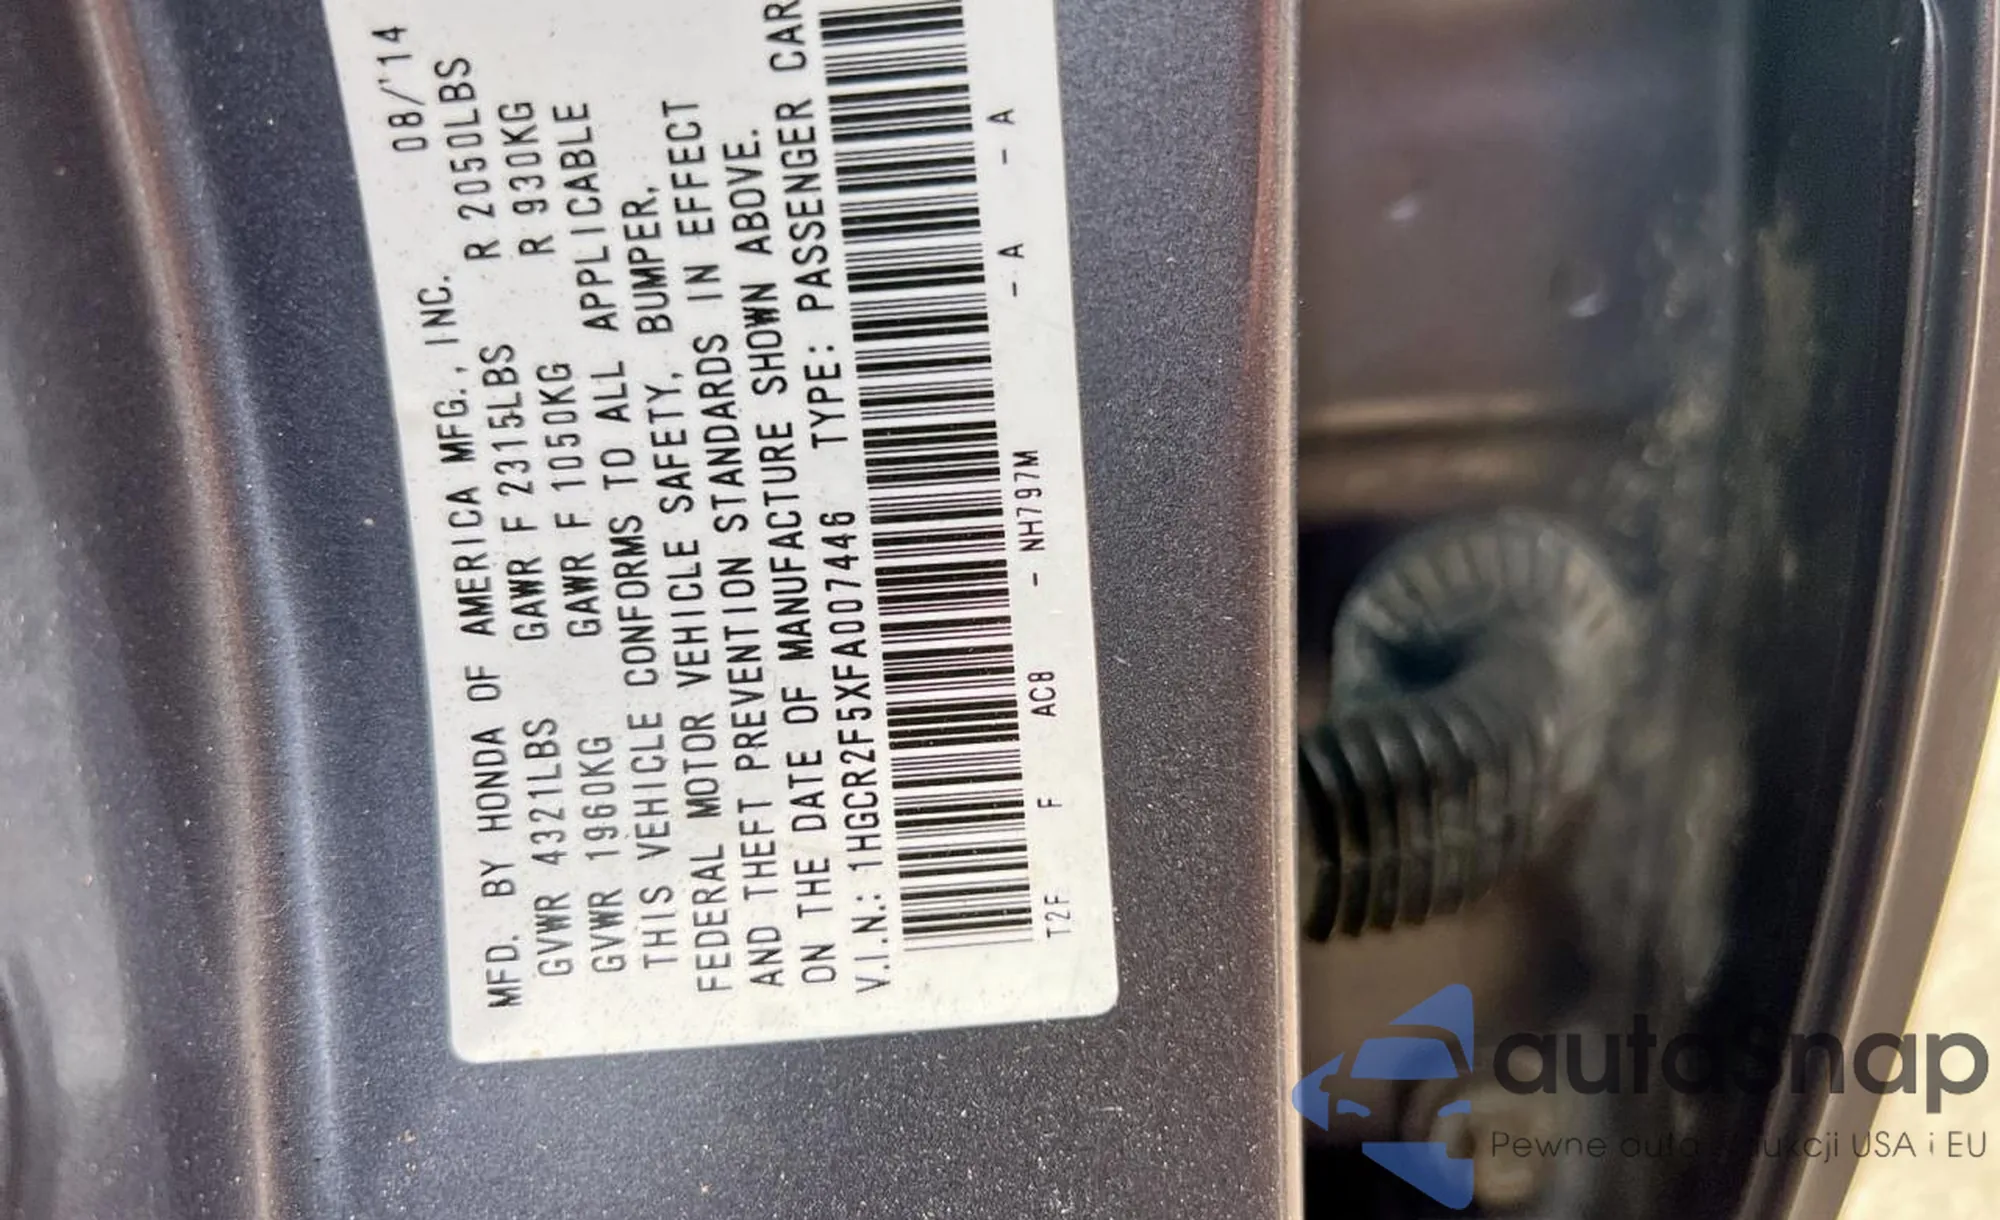 MFD. BY HONDA OF AMERICA MFG., INC. 08/'14
GVWR 4321LBS GAWR F 2315LBS R 2050LBS
GVWR 1960KG GAWR F 1050KG R 930KG
THIS VEHICLE CONFORMS TO ALL APPLICABLE
FEDERAL MOTOR VEHICLE SAFETY, BUMPER,
AND THEFT PREVENTION STANDARDS IN EFFECT
ON THE DATE OF MANUFACTURE SHOWN ABOVE.
V.I.N.: 1HGCR2F5XFA007446 TYPE: PASSENGER CAR
T2F F AC8 - NH797M - A - A
autoSnap
Pewne auta z aukcji USA i EU